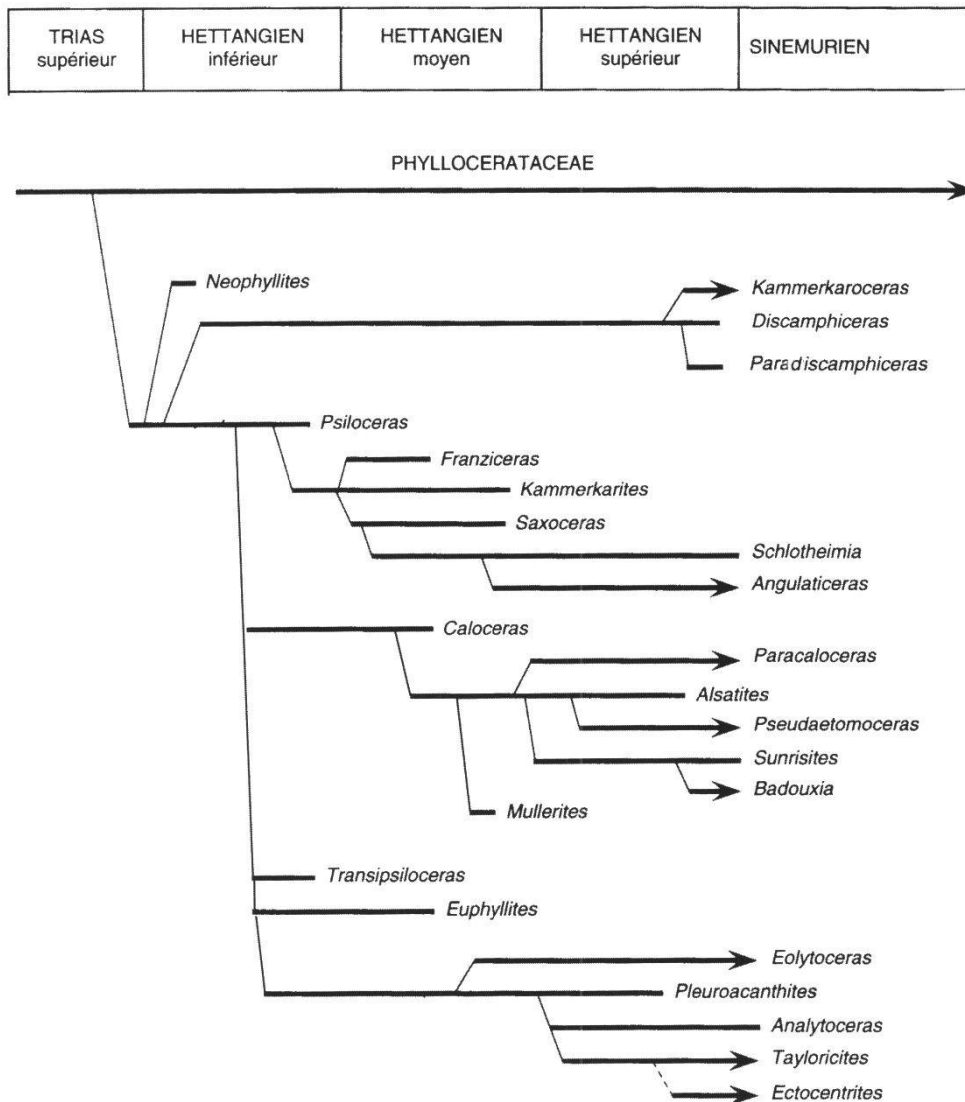 TRIAS
supérieur
HETTANGIEN
inférieur
HETTANGIEN
moyen
HETTANGIEN
supérieur
SINEMURIEN
PHYLLOCERATACEAE
Neophyllites
Kammerkaroceras
Discamphiceras
Paradiscamphiceras
Psiloceras
Franziceras
Kammerkarites
Saxoceras
Schlotheimia
Angulaticeras
Caloceras
Paracaloceras
Alsatites
Pseudaetomoceras
Sunrisites
Badouxia
Mullerites
Transipsiloceras
Euphyllites
Eolytoceras
Pleuroacanthites
Analytoceras
Tayloricites
Ectocentrites